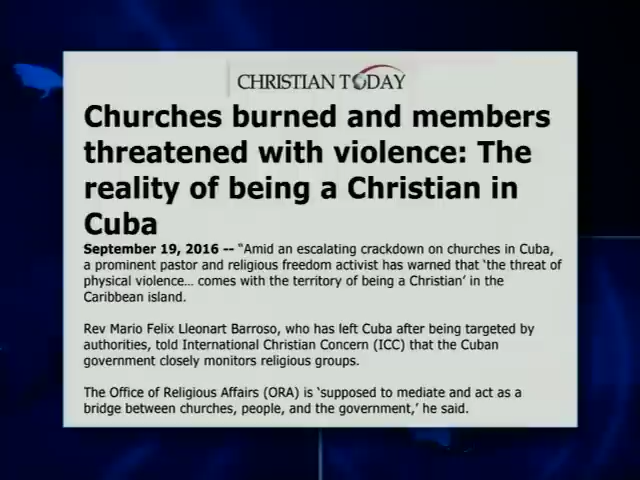 CHRISTIAN TODAY
Churches burned and members
threatened with violence: The
reality of being a Christian in
Cuba
September 19, 2016 -- “Amid an escalating crackdown on churches in Cuba,
a prominent pastor and religious freedom activist has warned that ‘the threat of
physical violence... comes with the territory of being a Christian’ in the
Caribbean island.
Rev Mario Felix Lleonart Barroso, who has left Cuba after being targeted by
authorities, told International Christian Concern (ICC) that the Cuban
government closely monitors religious groups.
The Office of Religious Affairs (ORA) is ‘supposed to mediate and act as a
bridge between churches, people, and the government,’ he said.